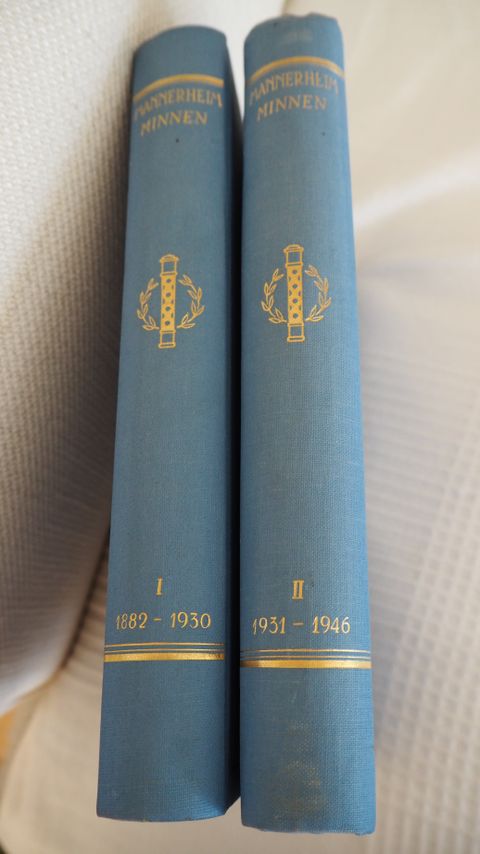 MANNERHEIM
MINNEN
I
1882 - 1930
MANNERHEIM
MINNEN
II
1931 - 1946